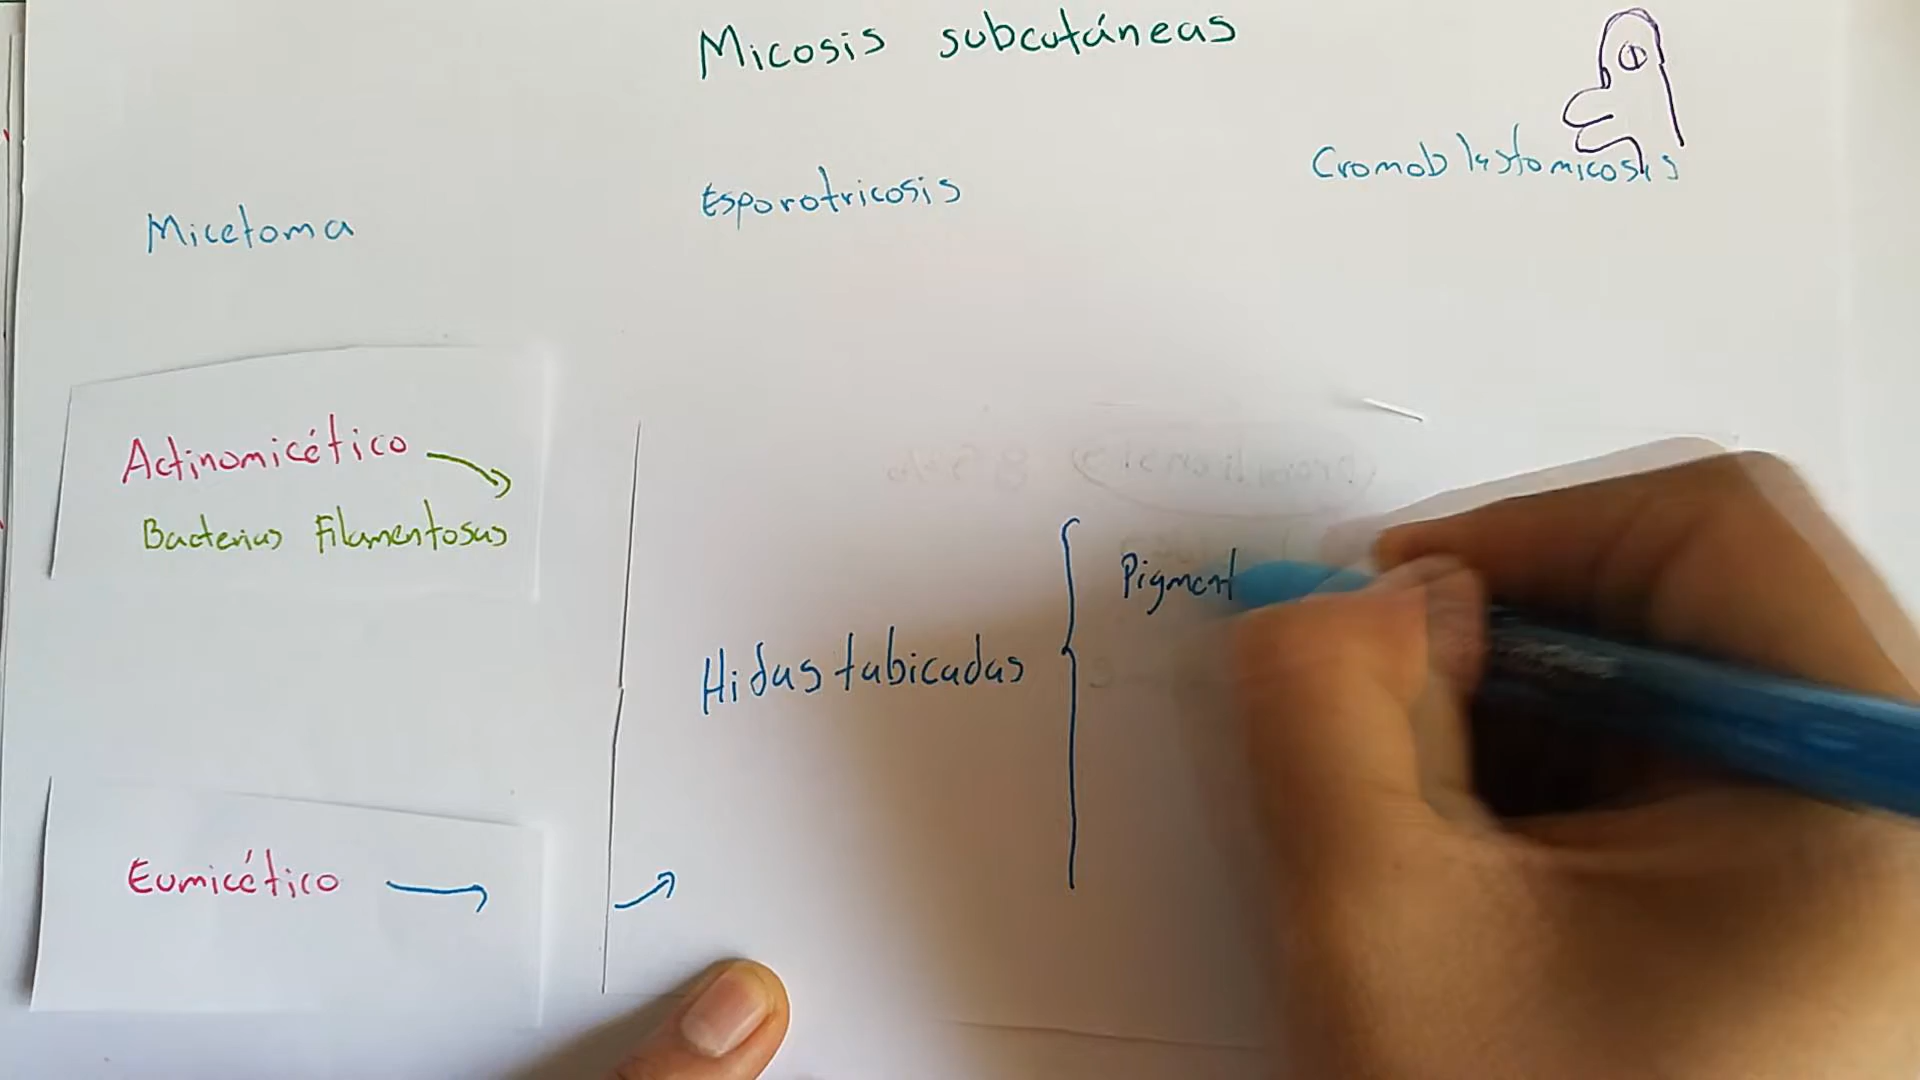 Micosis subcutáneas
Micetoma
Esporotricosis
Cromoblastomicosis
Actinomicético
Bacterias Filamentosas
Hifas tabicadas
Pigment
Eumicético